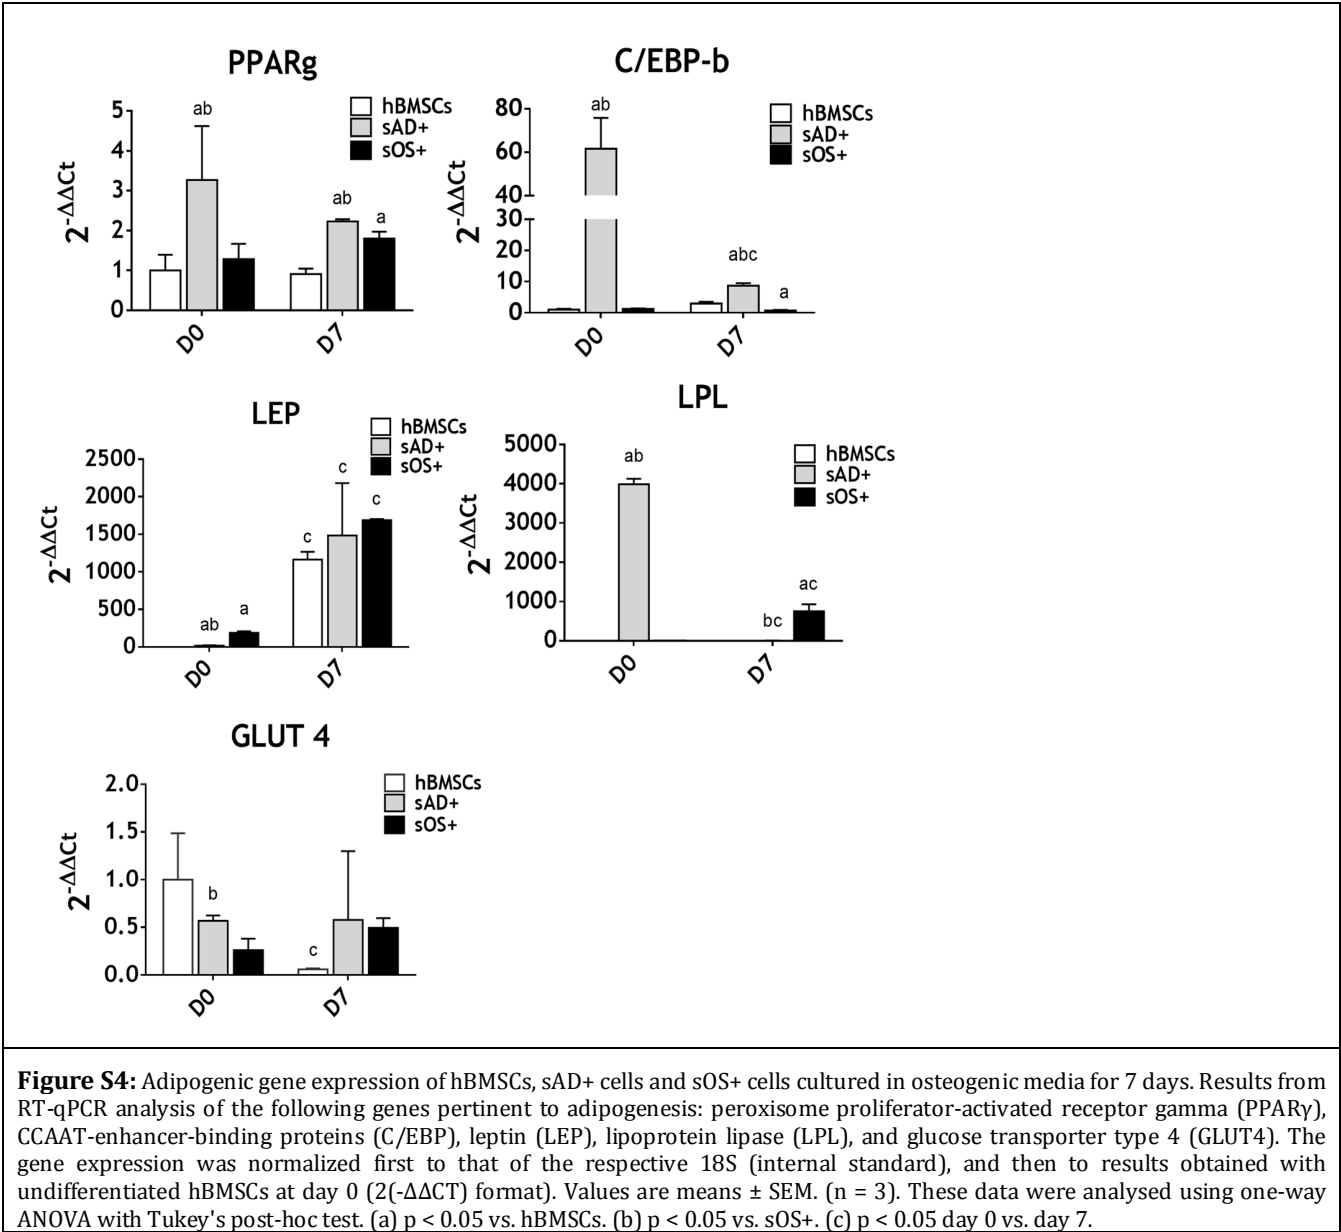 PPARg
5
4
3
2
1
0
2-ΔΔCt
ab
ab
a
D0
D7
hBMSCs
sAD+
sOS+
C/EBP-b
80
60
40
30
20
10
0
2-ΔΔCt
ab
abc
a
D0
D7
hBMSCs
sAD+
sOS+
LEP
2500
2000
1500
1000
500
0
2-ΔΔCt
ab
a
c
c
c
D0
D7
hBMSCs
sAD+
sOS+
LPL
5000
4000
3000
2000
1000
0
2-ΔΔCt
ab
bc
ac
D0
D7
hBMSCs
sAD+
sOS+
GLUT 4
2.0
1.5
1.0
0.5
0.0
2-ΔΔCt
b
c
D0
D7
hBMSCs
sAD+
sOS+
Figure S4: Adipogenic gene expression of hBMSCs, sAD+ cells and sOS+ cells cultured in osteogenic media for 7 days. Results from
RT-qPCR analysis of the following genes pertinent to adipogenesis: peroxisome proliferator-activated receptor gamma (PPARγ),
CCAAT-enhancer-binding proteins (C/EBP), leptin (LEP), lipoprotein lipase (LPL), and glucose transporter type 4 (GLUT4). The
gene expression was normalized first to that of the respective 18S (internal standard), and then to results obtained with
undifferentiated hBMSCs at day 0 (2(-ΔΔCT) format). Values are means ± SEM. (n = 3). These data were analysed using one-way
ANOVA with Tukey's post-hoc test. (a) p < 0.05 vs. hBMSCs. (b) p < 0.05 vs. sOS+. (c) p < 0.05 day 0 vs. day 7.